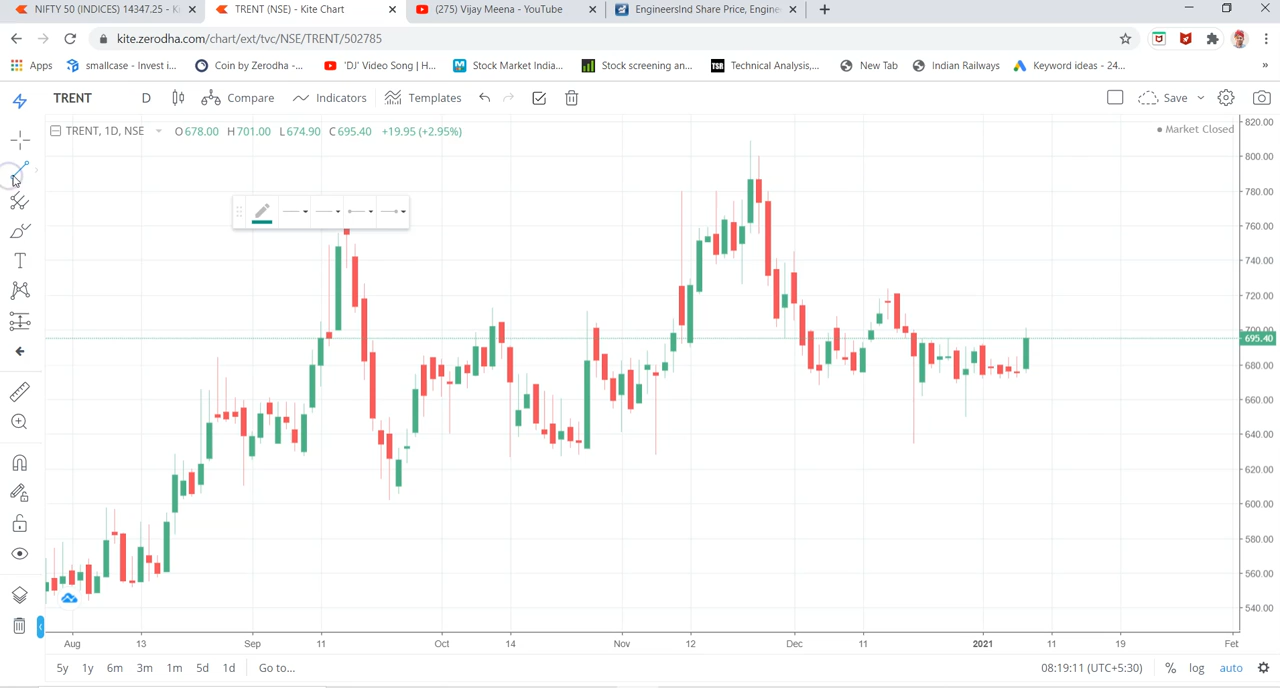 NIFTY 50 (INDICES) 14347.25 - K
TRENT (NSE) - Kite Chart
(275) Vijay Meena - YouTube
EngineersInd Share Price, Engine
kite.zerodha.com/chart/ext/tvc/NSE/TRENT/502785
Apps
smallcase - Invest i...
Coin by Zerodha -...
'DJ' Video Song | H...
Stock Market India...
Stock screening an...
TSR
Technical Analysis,...
New Tab
Indian Railways
Keyword ideas - 24...
»
TRENT D Compare Indicators Templates Save
TRENT, 1D, NSE O678.00 H701.00 L674.90 C695.40 +19.95 (+2.95%)
Market Closed
820.00
800.00
780.00
760.00
740.00
720.00
700.00
695.40
680.00
660.00
640.00
620.00
600.00
580.00
560.00
540.00
T
Aug 13 Sep 11 Oct 14 Nov 12 Dec 11 2021 11 19 Fet
5y 1y 6m 3m 1m 5d 1d Go to... 08:19:11 (UTC+5:30) % log auto